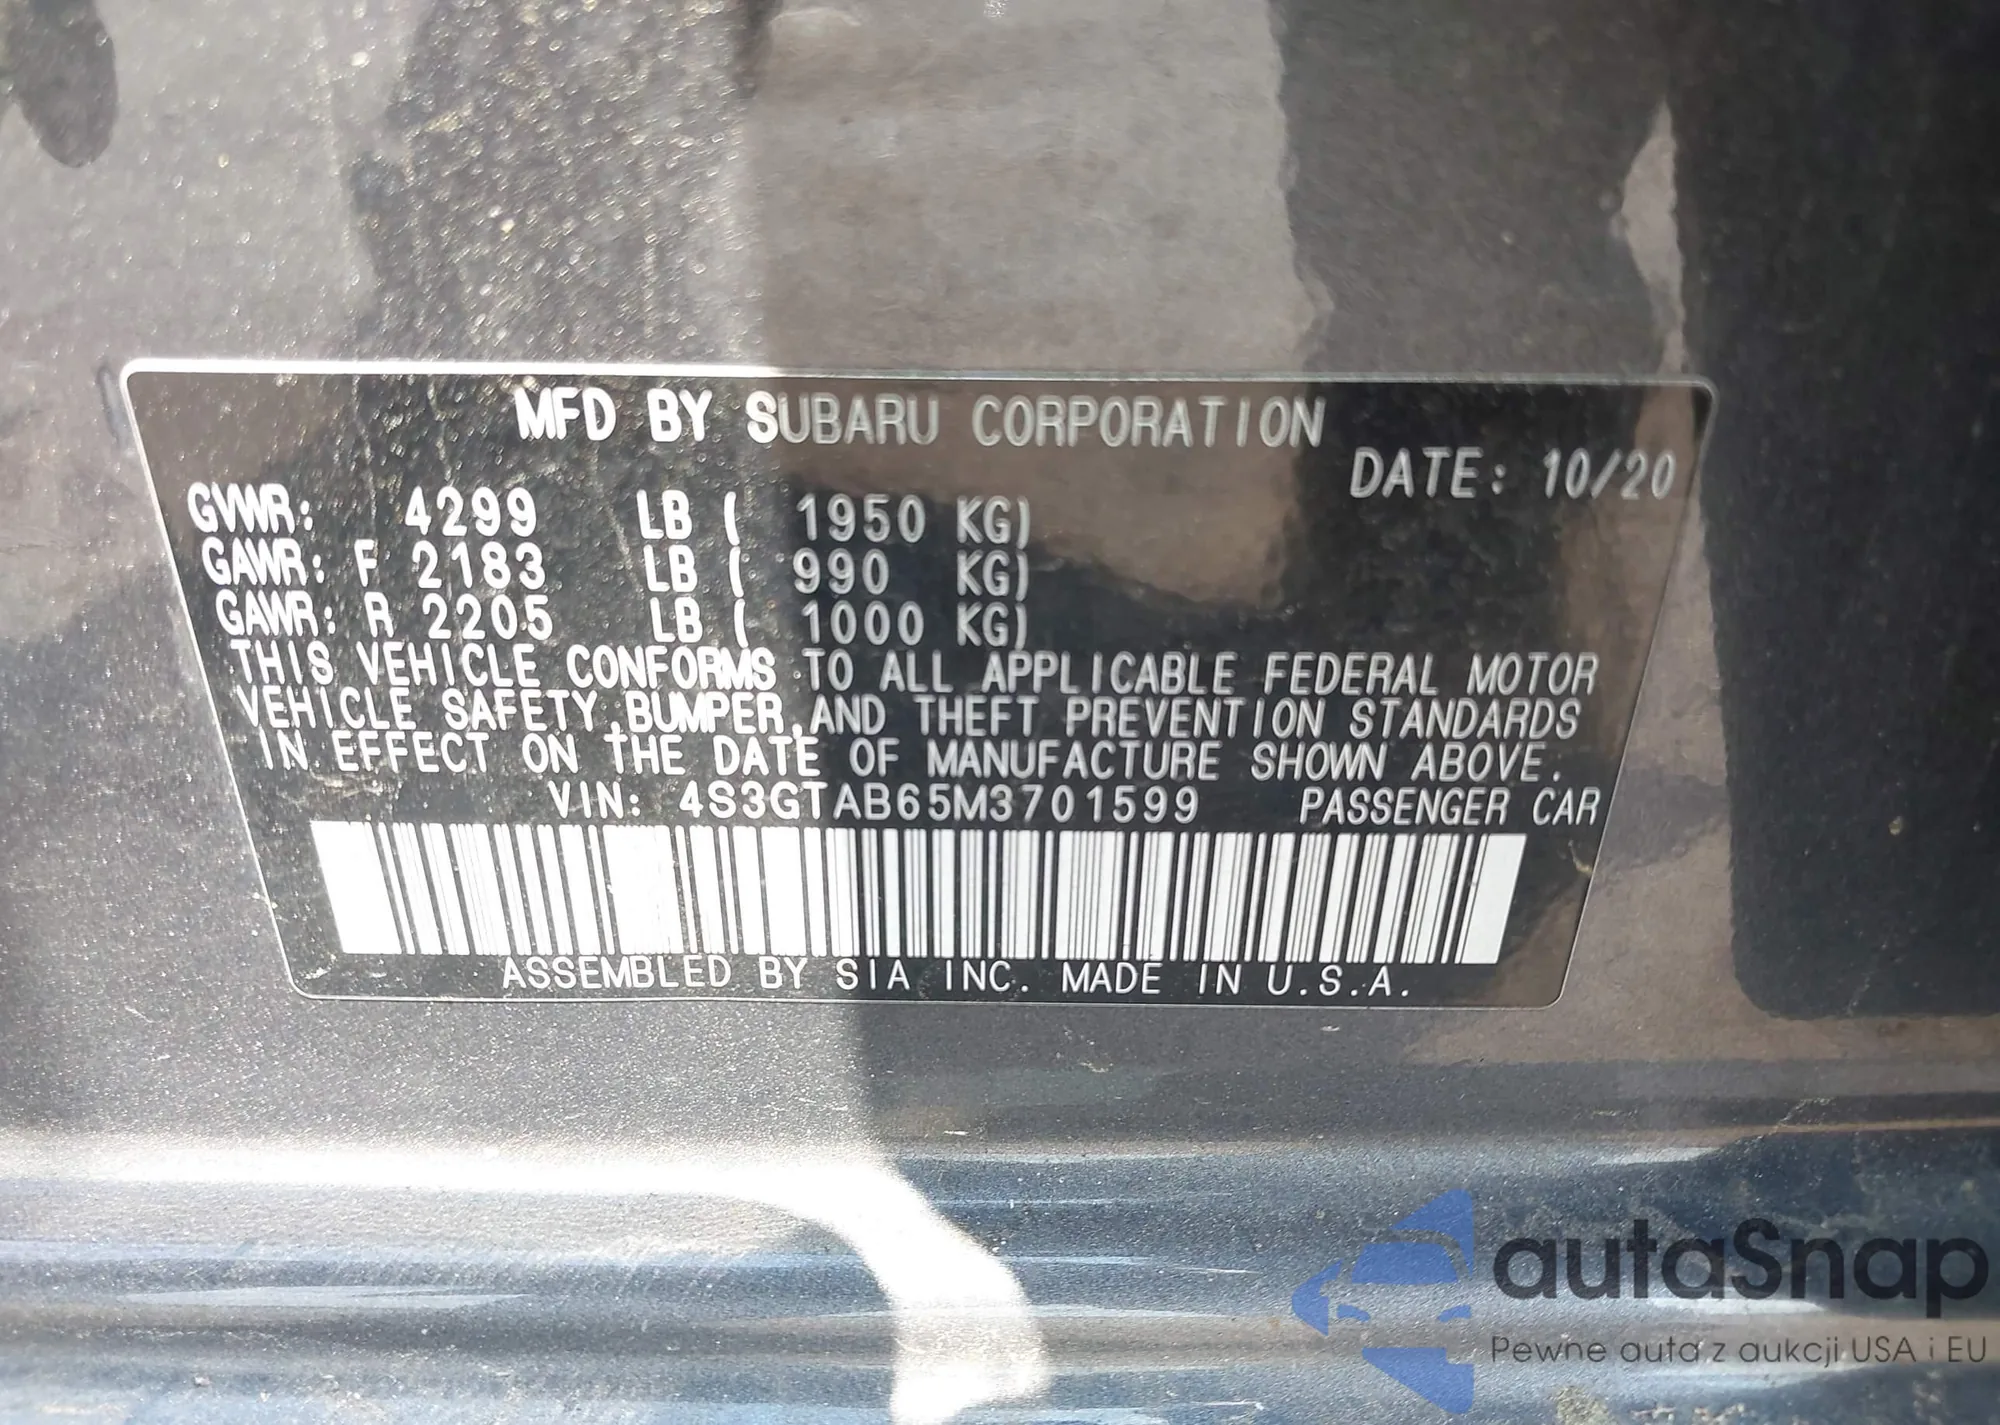 MFD BY SUBARU CORPORATION
DATE: 10/20
GVWR: 4299 LB ( 1950 KG)
GAWR: F 2183 LB ( 990 KG)
GAWR: R 2205 LB ( 1000 KG)
THIS VEHICLE CONFORMS TO ALL APPLICABLE FEDERAL MOTOR
VEHICLE SAFETY,BUMPER,AND THEFT PREVENTION STANDARDS
IN EFFECT ON THE DATE OF MANUFACTURE SHOWN ABOVE.
VIN: 4S3GTAB65M3701599 PASSENGER CAR
ASSEMBLED BY SIA INC. MADE IN U.S.A.
autaSnap
Pewne auta z aukcji USA i EU